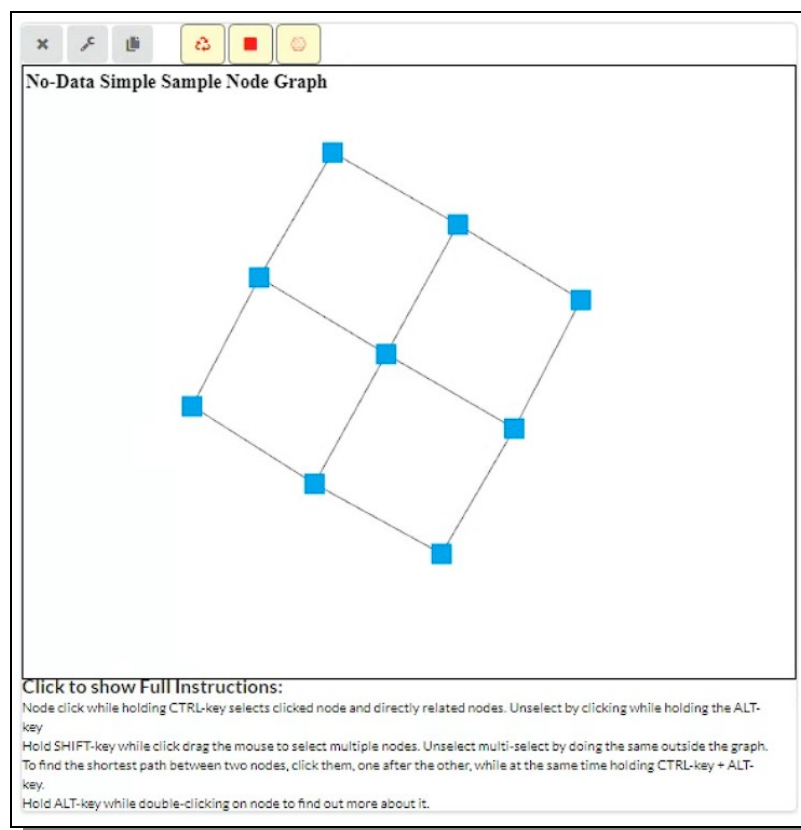 No-Data Simple Sample Node Graph
Click to show Full Instructions:
Node click while holding CTRL-key selects clicked node and directly related nodes. Unselect by clicking while holding the ALT-
key
Hold SHIFT-key while click drag the mouse to select multiple nodes. Unselect multi-select by doing the same outside the graph.
To find the shortest path between two nodes, click them, one after the other, while at the same time holding CTRL-key + ALT-
key.
Hold ALT-key while double-clicking on node to find out more about it.